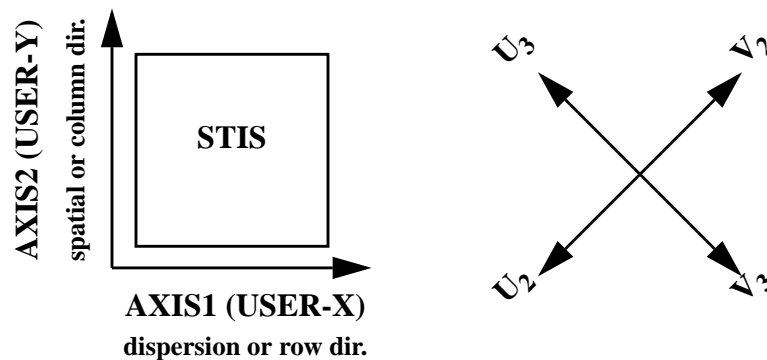 AXIS2 (USER-Y)
spatial or column dir.
STIS
AXIS1 (USER-X)
dispersion or row dir.
U3
V2
U2
V3